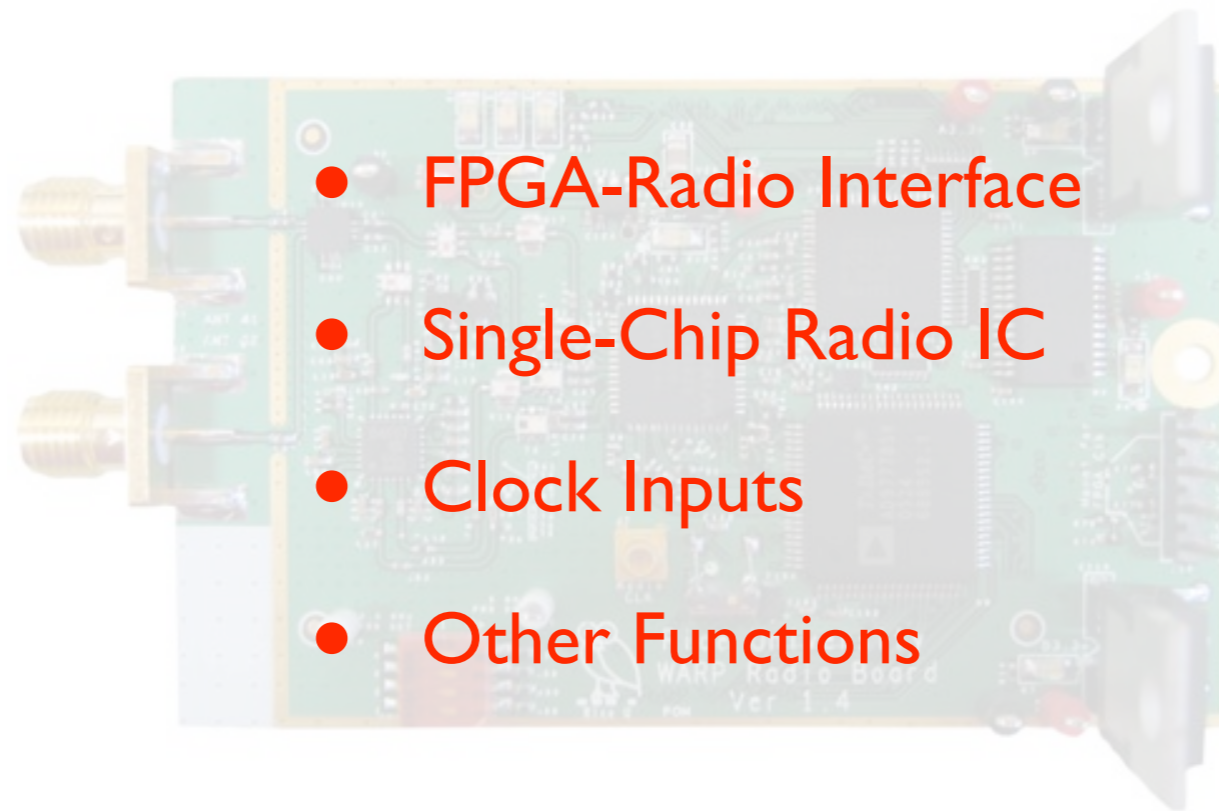 • FPGA-Radio Interface
• Single-Chip Radio IC
• Clock Inputs
• Other Functions
WARP Radio Board
Ver 1.4